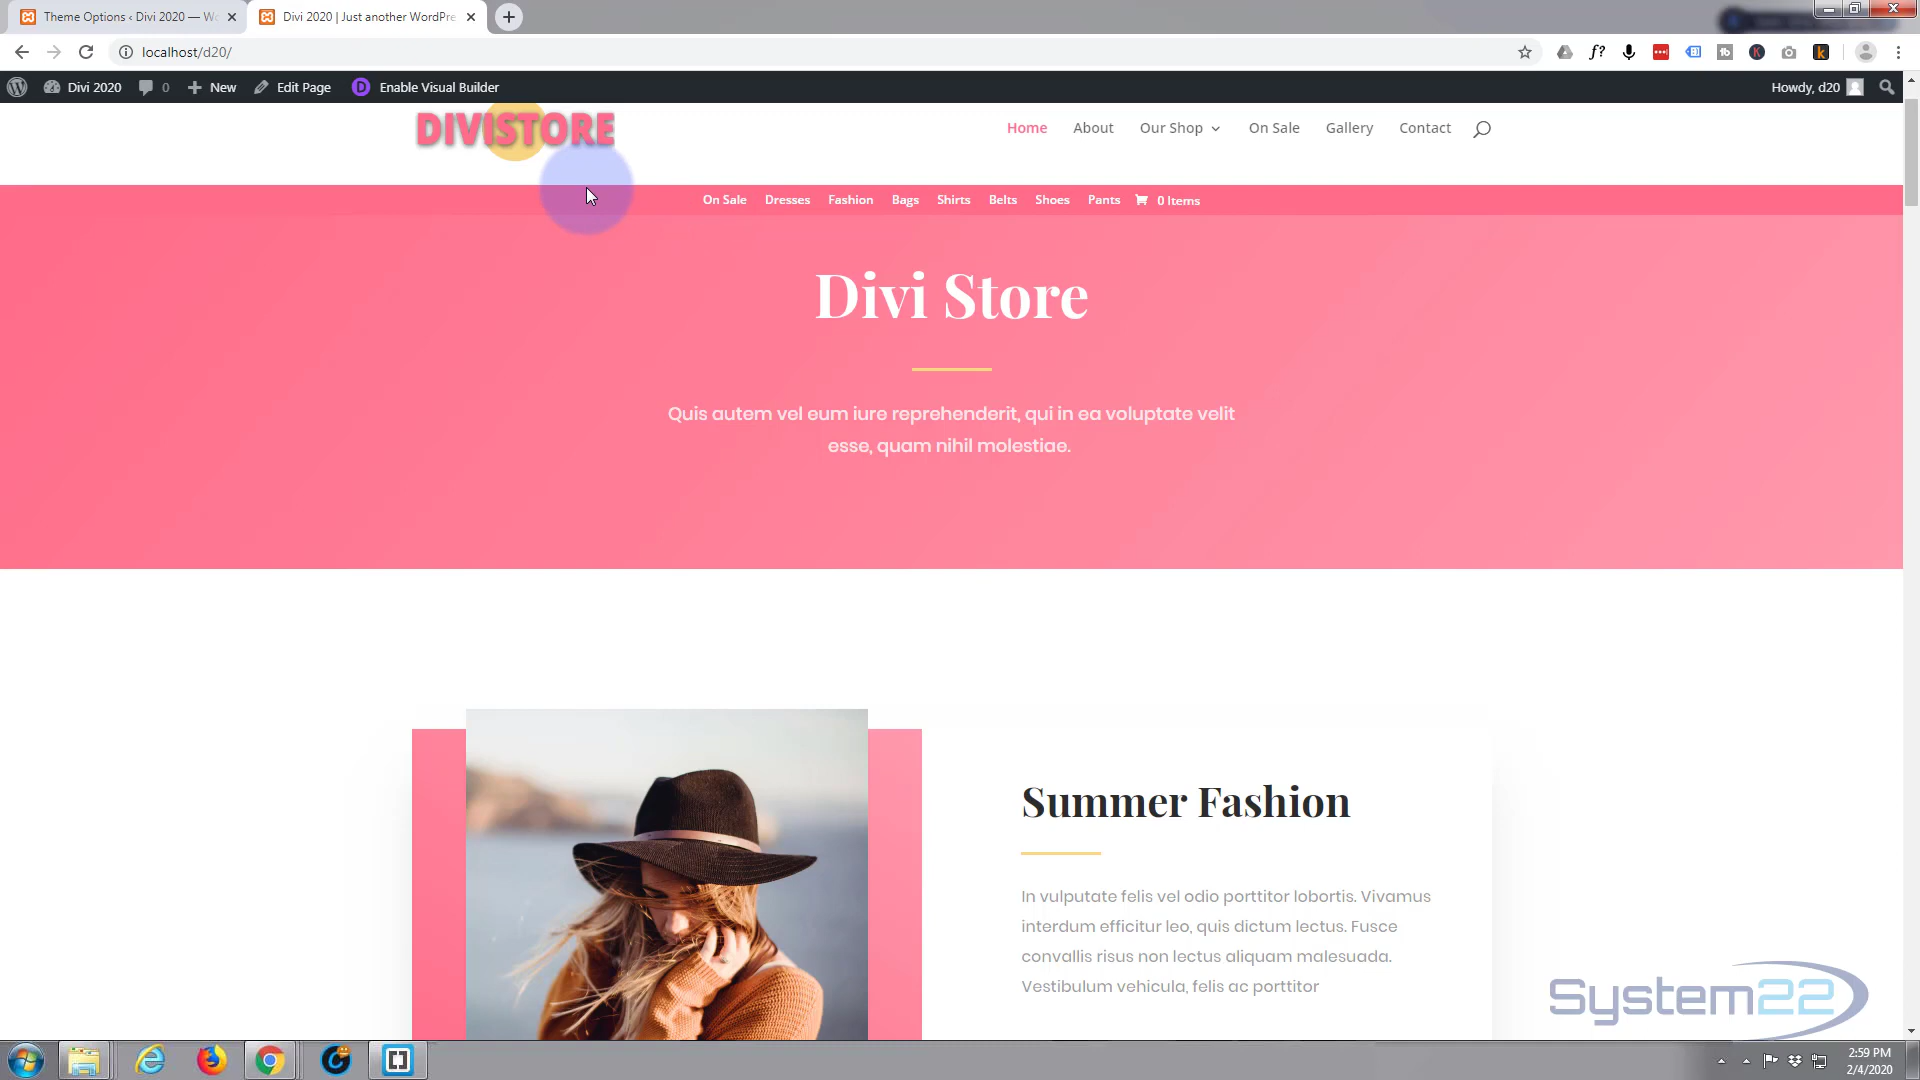 Theme Options ‹ Divi 2020 — Wo
Divi 2020 | Just another WordPre
localhost/d20/
Divi 2020
0
New
Edit Page
Enable Visual Builder
Howdy, d20
DIVISTORE
Home
About
Our Shop
On Sale
Gallery
Contact
On Sale
Dresses
Fashion
Bags
Shirts
Belts
Shoes
Pants
0 Items
Divi Store
Quis autem vel eum iure reprehenderit, qui in ea voluptate velit
esse, quam nihil molestiae.
Summer Fashion
In vulputate felis vel odio porttitor lobortis. Vivamus
interdum efficitur leo, quis dictum lectus. Fusce
convallis risus non lectus aliquam malesuada.
Vestibulum vehicula, felis ac porttitor
System22
2:59 PM
2/4/2020